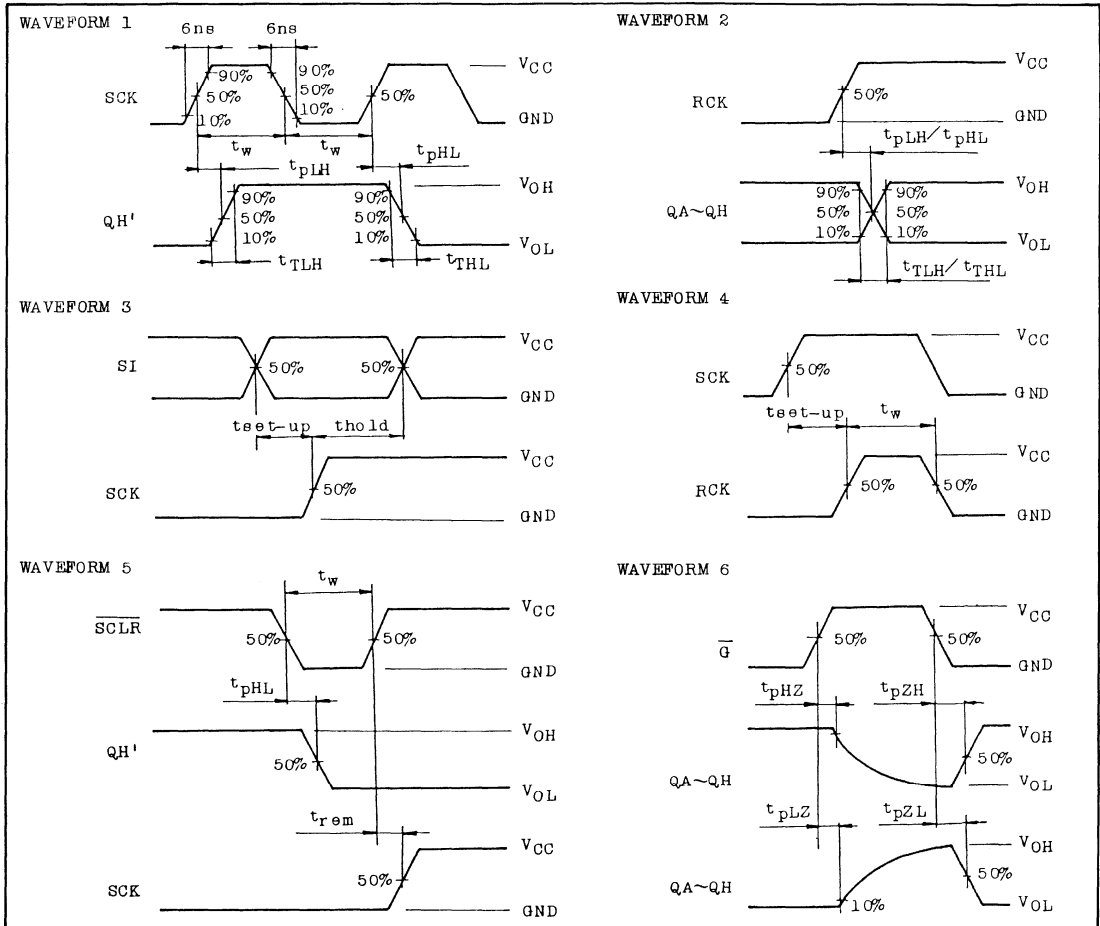 WAVEFORM 1
6ns 6ns
SCK
90%
50%
10%
90%
50%
10%
50%
VCC
GND
tw tw
tpLH
tpHL
QH'
90%
50%
10%
90%
50%
10%
VOH
VOL
tTLH
tTHL
WAVEFORM 2
RCK
50%
VCC
GND
tpLH/tpHL
QA~QH
90%
50%
10%
90%
50%
10%
VOH
VOL
tTLH/tTHL
WAVEFORM 3
SI
50%
50%
VCC
GND
tset-up thold
SCK
50%
VCC
GND
WAVEFORM 4
SCK
50%
VCC
GND
tset-up tw
RCK
50%
50%
VCC
GND
WAVEFORM 5
tw
SCLR
50%
50%
VCC
GND
tpHL
QH'
50%
VOH
VOL
trem
SCK
50%
VCC
GND
WAVEFORM 6
G
50%
50%
VCC
GND
tpHZ tpZH
QA~QH
50%
VOH
VOL
tpLZ tpZL
QA~QH
10%
50%
VOH
VOL